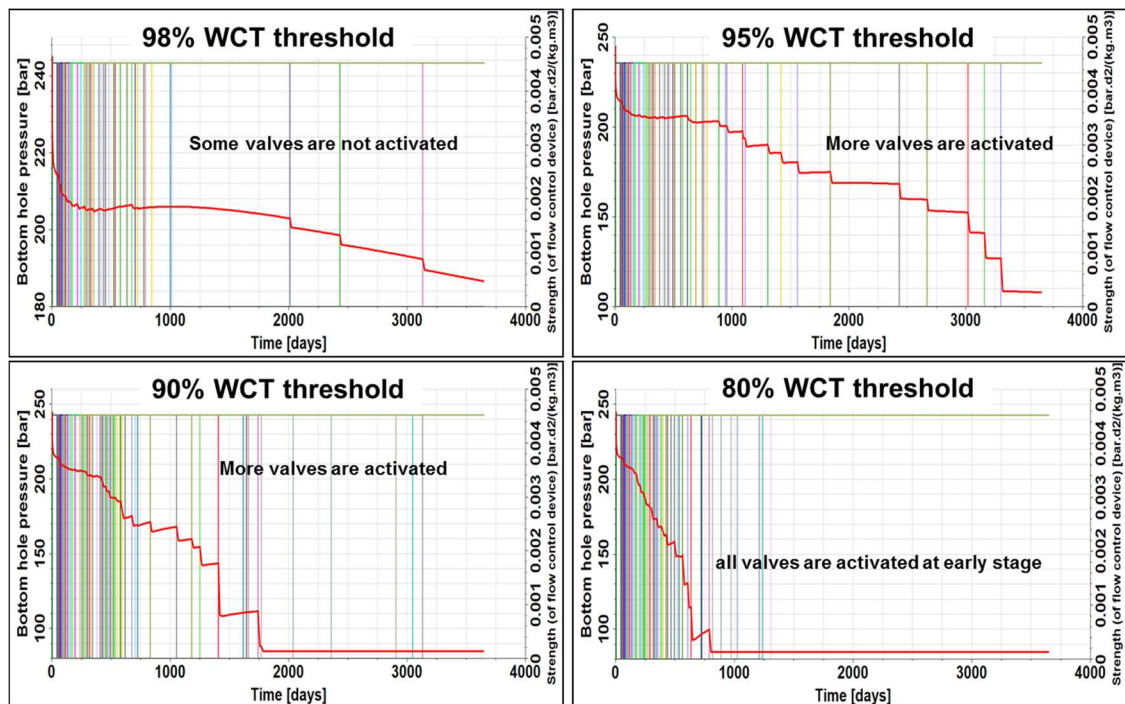 98% WCT threshold
Bottom hole pressure [bar]
240
220
200
180
Some valves are not activated
0.005
0.004
0.003
0.002
0.001
0
Strength (of flow control device) [bar.d2/(kg.m3)]
0 1000 2000 3000 4000
Time [days]
95% WCT threshold
Bottom hole pressure [bar]
250
200
150
100
More valves are activated
0.005
0.004
0.003
0.002
0.001
0
Strength (of flow control device) [bar.d2/(kg.m3)]
0 1000 2000 3000 4000
Time [days]
90% WCT threshold
Bottom hole pressure [bar]
250
200
150
100
More valves are activated
0.005
0.004
0.003
0.002
0.001
0
Strength (of flow control device) [bar.d2/(kg.m3)]
0 1000 2000 3000 4000
Time [days]
80% WCT threshold
Bottom hole pressure [bar]
250
200
150
100
all valves are activated at early stage
0.005
0.004
0.003
0.002
0.001
0
Strength (of flow control device) [bar.d2/(kg.m3)]
0 1000 2000 3000 4000
Time [days]